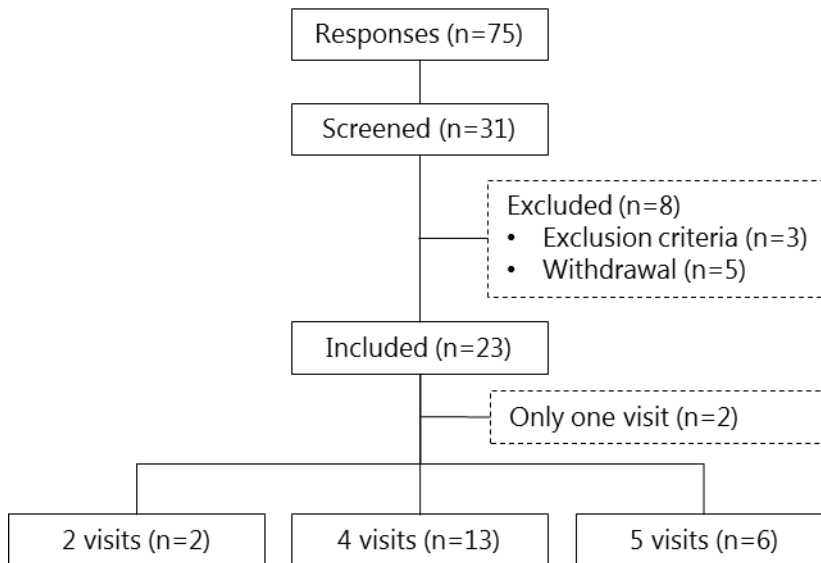 Responses (n=75)
Screened (n=31)
Excluded (n=8)
• Exclusion criteria (n=3)
• Withdrawal (n=5)
Included (n=23)
Only one visit (n=2)
2 visits (n=2)
4 visits (n=13)
5 visits (n=6)